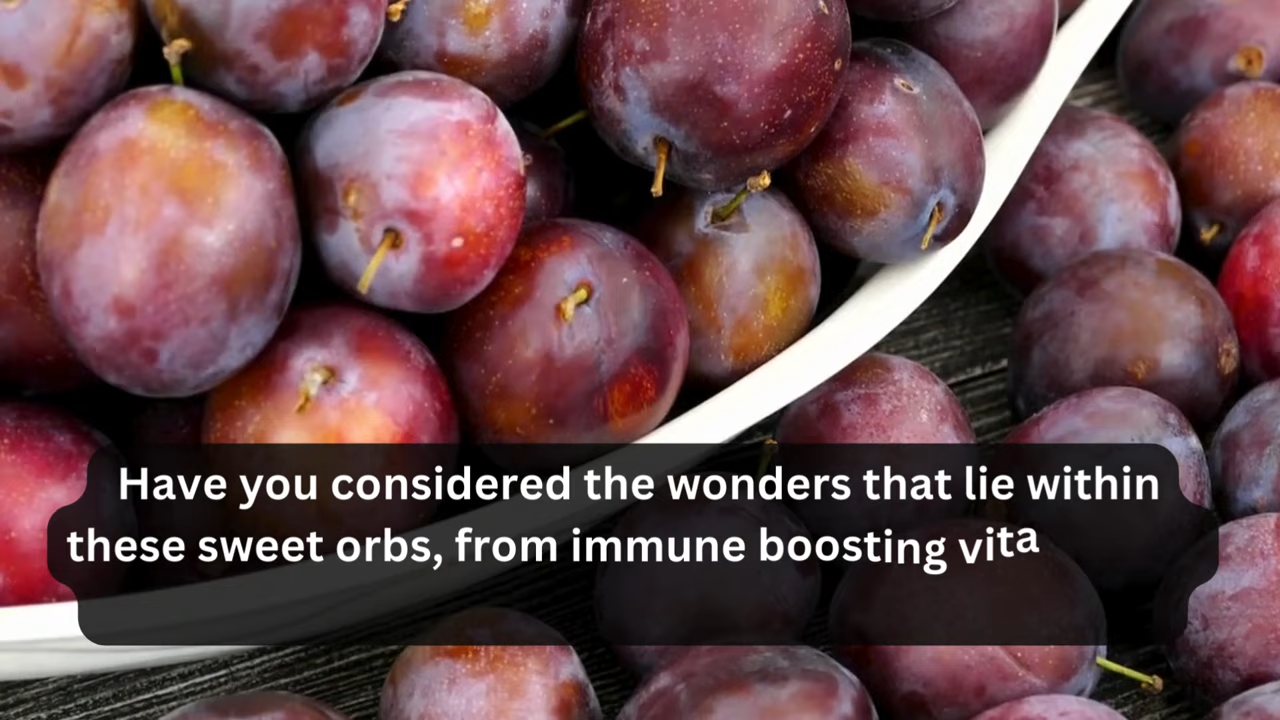 Have you considered the wonders that lie within
these sweet orbs, from immune boosting vita